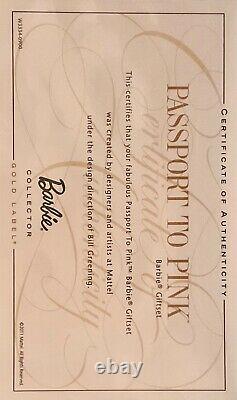 CERTIFICATE OF AUTHENTICITY
PASSPORT TO PINK
Barbie® Giftset
This certifies that your fabulous Passport To Pink™ Barbie® Giftset
was created by designers and artists at Mattel
under the design direction of Bill Greening.
Barbie
COLLECTOR
GOLD LABEL®
W3334-0900
©2011 Mattel. All Rights Reserved.